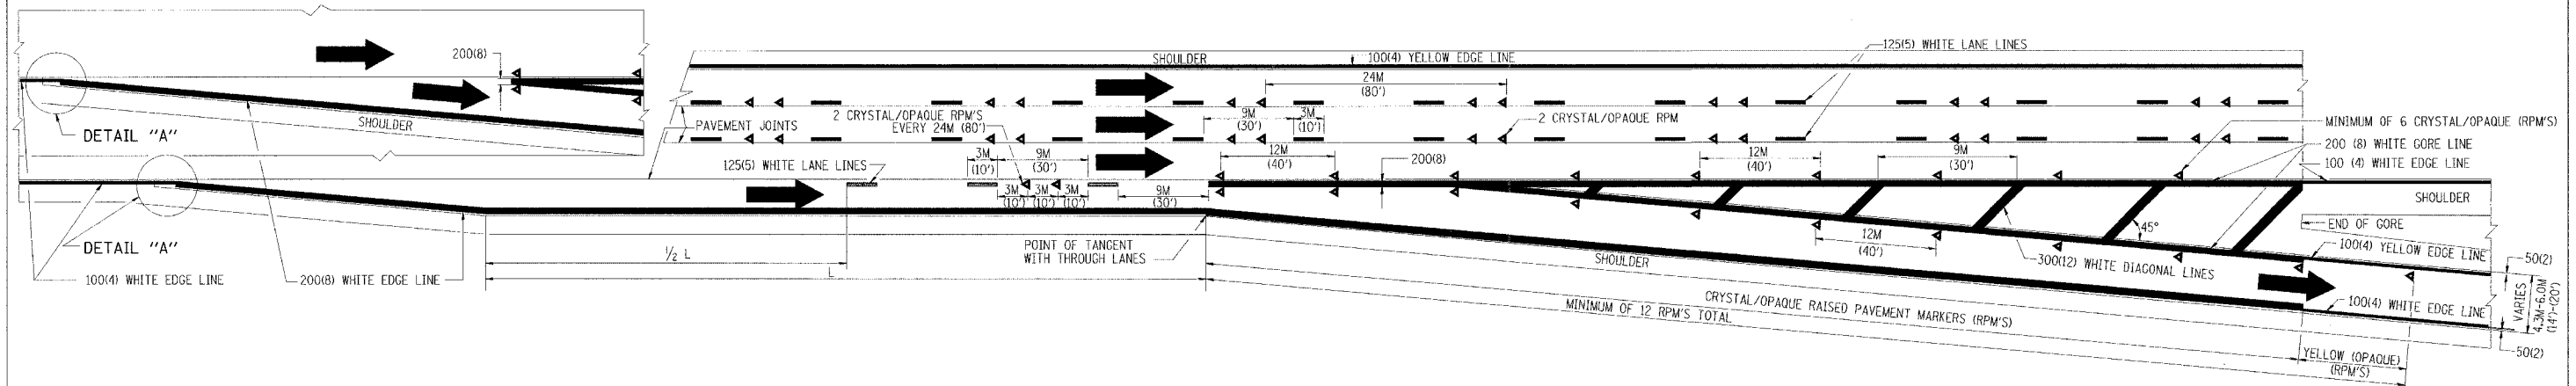 200(8)
SHOULDER
DETAIL "A"
SHOULDER
100(4) YELLOW EDGE LINE
125(5) WHITE LANE LINES
24M
(80')
2 CRYSTAL/OPAQUE RPM'S
EVERY 24M (80')
PAVEMENT JOINTS
9M
(30')
3M
(10')
2 CRYSTAL/OPAQUE RPM
MINIMUM OF 6 CRYSTAL/OPAQUE (RPM'S)
200 (8) WHITE GORE LINE
100 (4) WHITE EDGE LINE
125(5) WHITE LANE LINES
3M
(10')
9M
(30')
12M
(40')
200(8)
12M
(40')
9M
(30')
3M
(10')
3M
(10')
3M
(10')
9M
(30')
SHOULDER
END OF GORE
45°
DETAIL "A"
100(4) WHITE EDGE LINE
200(8) WHITE EDGE LINE
½ L
L
POINT OF TANGENT
WITH THROUGH LANES
SHOULDER
12M
(40')
300(12) WHITE DIAGONAL LINES
100(4) YELLOW EDGE LINE
50(2)
VARIES
4.3M-6.0M
(14')-(20')
CRYSTAL/OPAQUE RAISED PAVEMENT MARKERS (RPM'S)
MINIMUM OF 12 RPM'S TOTAL
100(4) WHITE EDGE LINE
50(2)
YELLOW (OPAQUE)
(RPM'S)